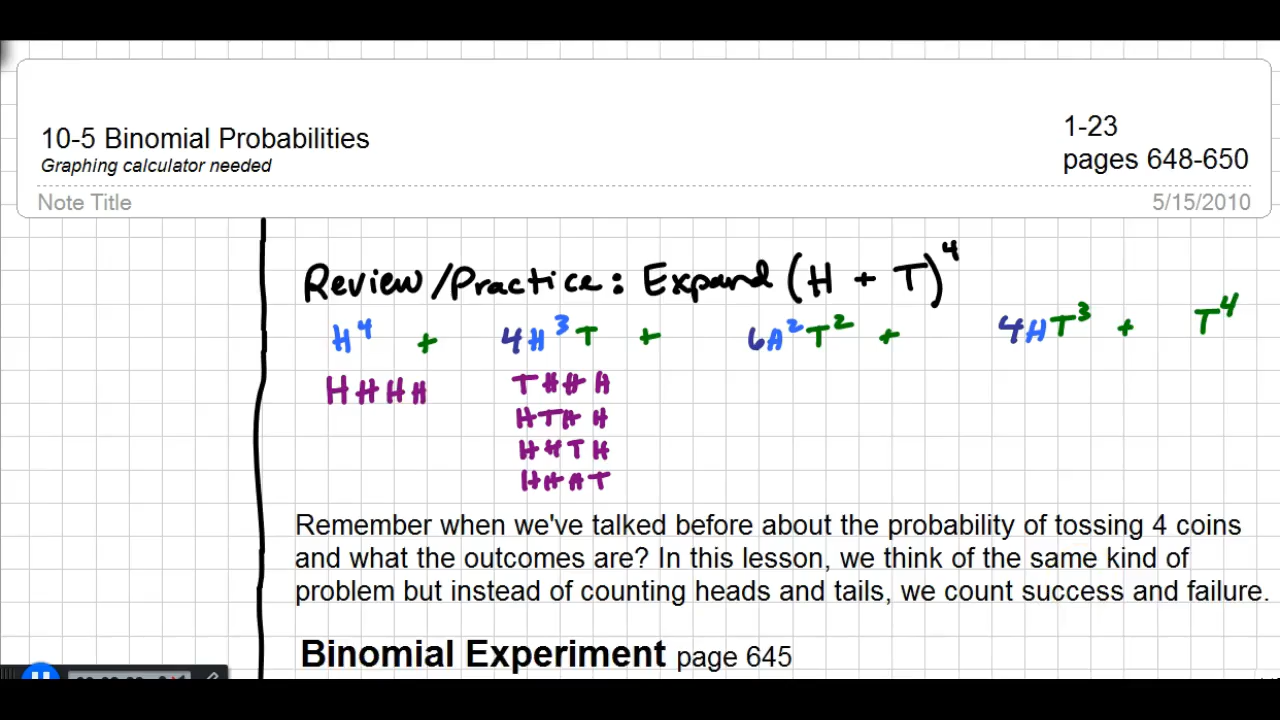 10-5 Binomial Probabilities
Graphing calculator needed
1-23
pages 648-650
Note Title
5/15/2010
Review/Practice: Expand (H + T)⁴
H⁴ + 4H³T + 6H²T² + 4HT³ + T⁴
HHHH THHH
HTHH
HHTH
HHHT
Remember when we've talked before about the probability of tossing 4 coins
and what the outcomes are? In this lesson, we think of the same kind of
problem but instead of counting heads and tails, we count success and failure.
Binomial Experiment page 645